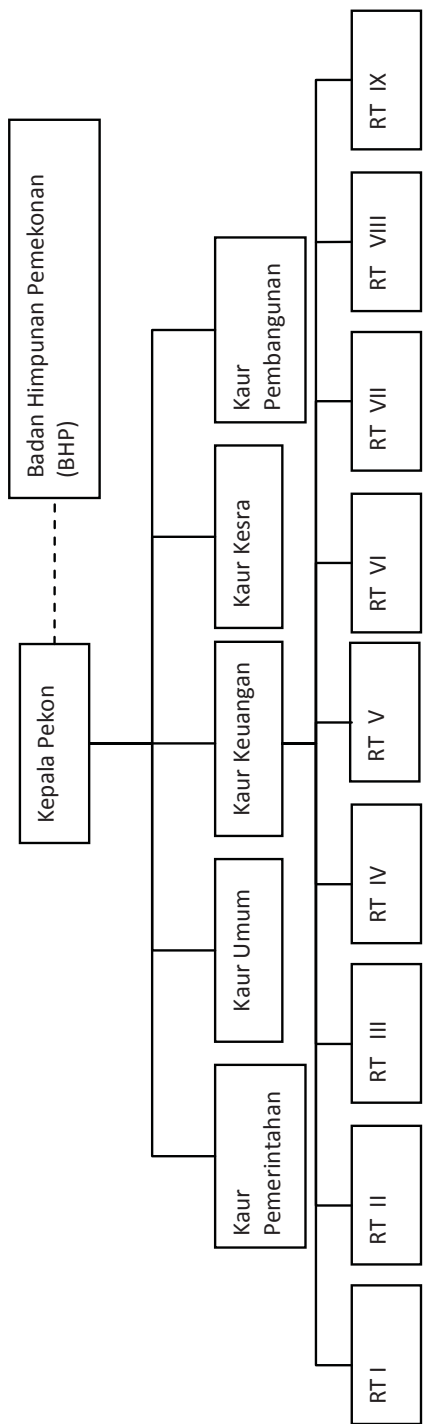 Kepala Pekon
Badan Himpunan Pemekonan
(BHP)
Kaur
Pemerintahan
Kaur Umum
Kaur Keuangan
Kaur Kesra
Kaur
Pembangunan
RT I
RT II
RT III
RT IV
RT V
RT VI
RT VII
RT VIII
RT IX